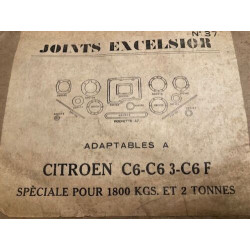 N° 37
JOINTS EXCELSIOR
ADAPTABLES A
CITROEN C6-C6 3-C6 F
SPÉCIALE POUR 1800 KGS. ET 2 TONNES